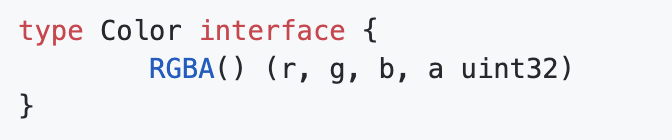 type Color interface {
        RGBA() (r, g, b, a uint32)
}